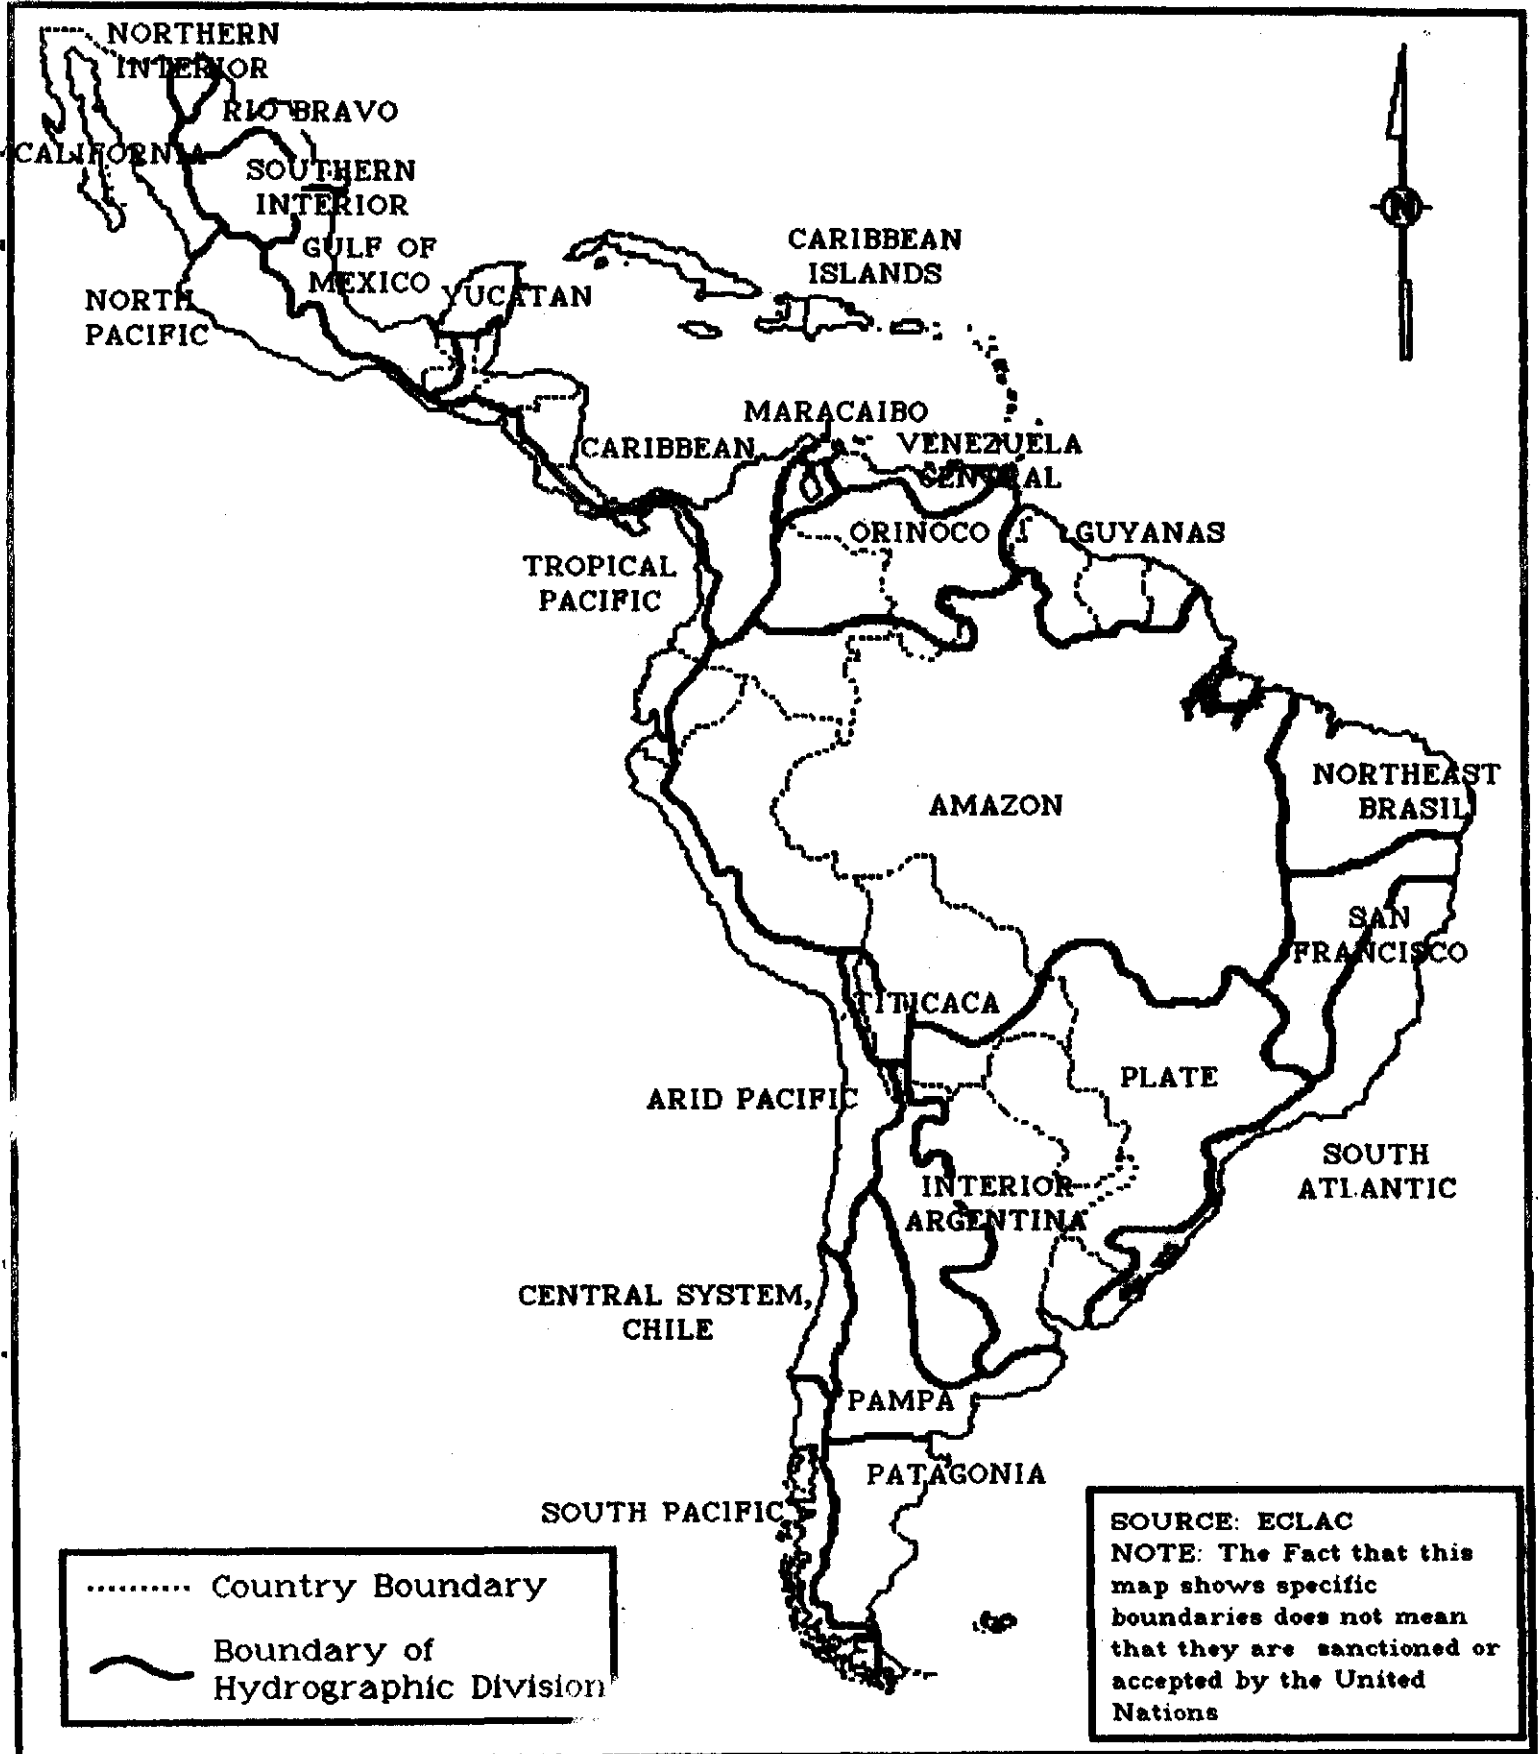 NORTHERN
INTERIOR
RIO BRAVO
CALIFORNIA
SOUTHERN
INTERIOR
GULF OF
MEXICO
YUCATAN
NORTH
PACIFIC
CARIBBEAN
ISLANDS
N
MARACAIBO
CARIBBEAN
VENEZUELA
CENTRAL
ORINOCO
GUYANAS
TROPICAL
PACIFIC
AMAZON
NORTHEAST
BRASIL
SAN
FRANCISCO
TITICACA
PLATE
ARID PACIFIC
SOUTH
ATLANTIC
INTERIOR
ARGENTINA
CENTRAL SYSTEM,
CHILE
PAMPA
PATAGONIA
SOUTH PACIFIC
Country Boundary
Boundary of
Hydrographic Division
SOURCE: ECLAC
NOTE: The Fact that this
map shows specific
boundaries does not mean
that they are sanctioned or
accepted by the United
Nations